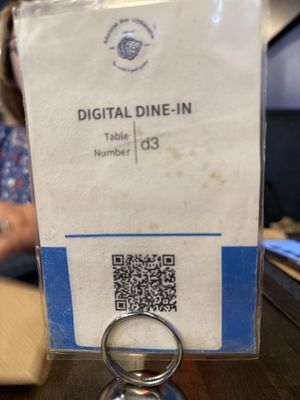 DIGITAL DINE-IN
Table
Number
d3